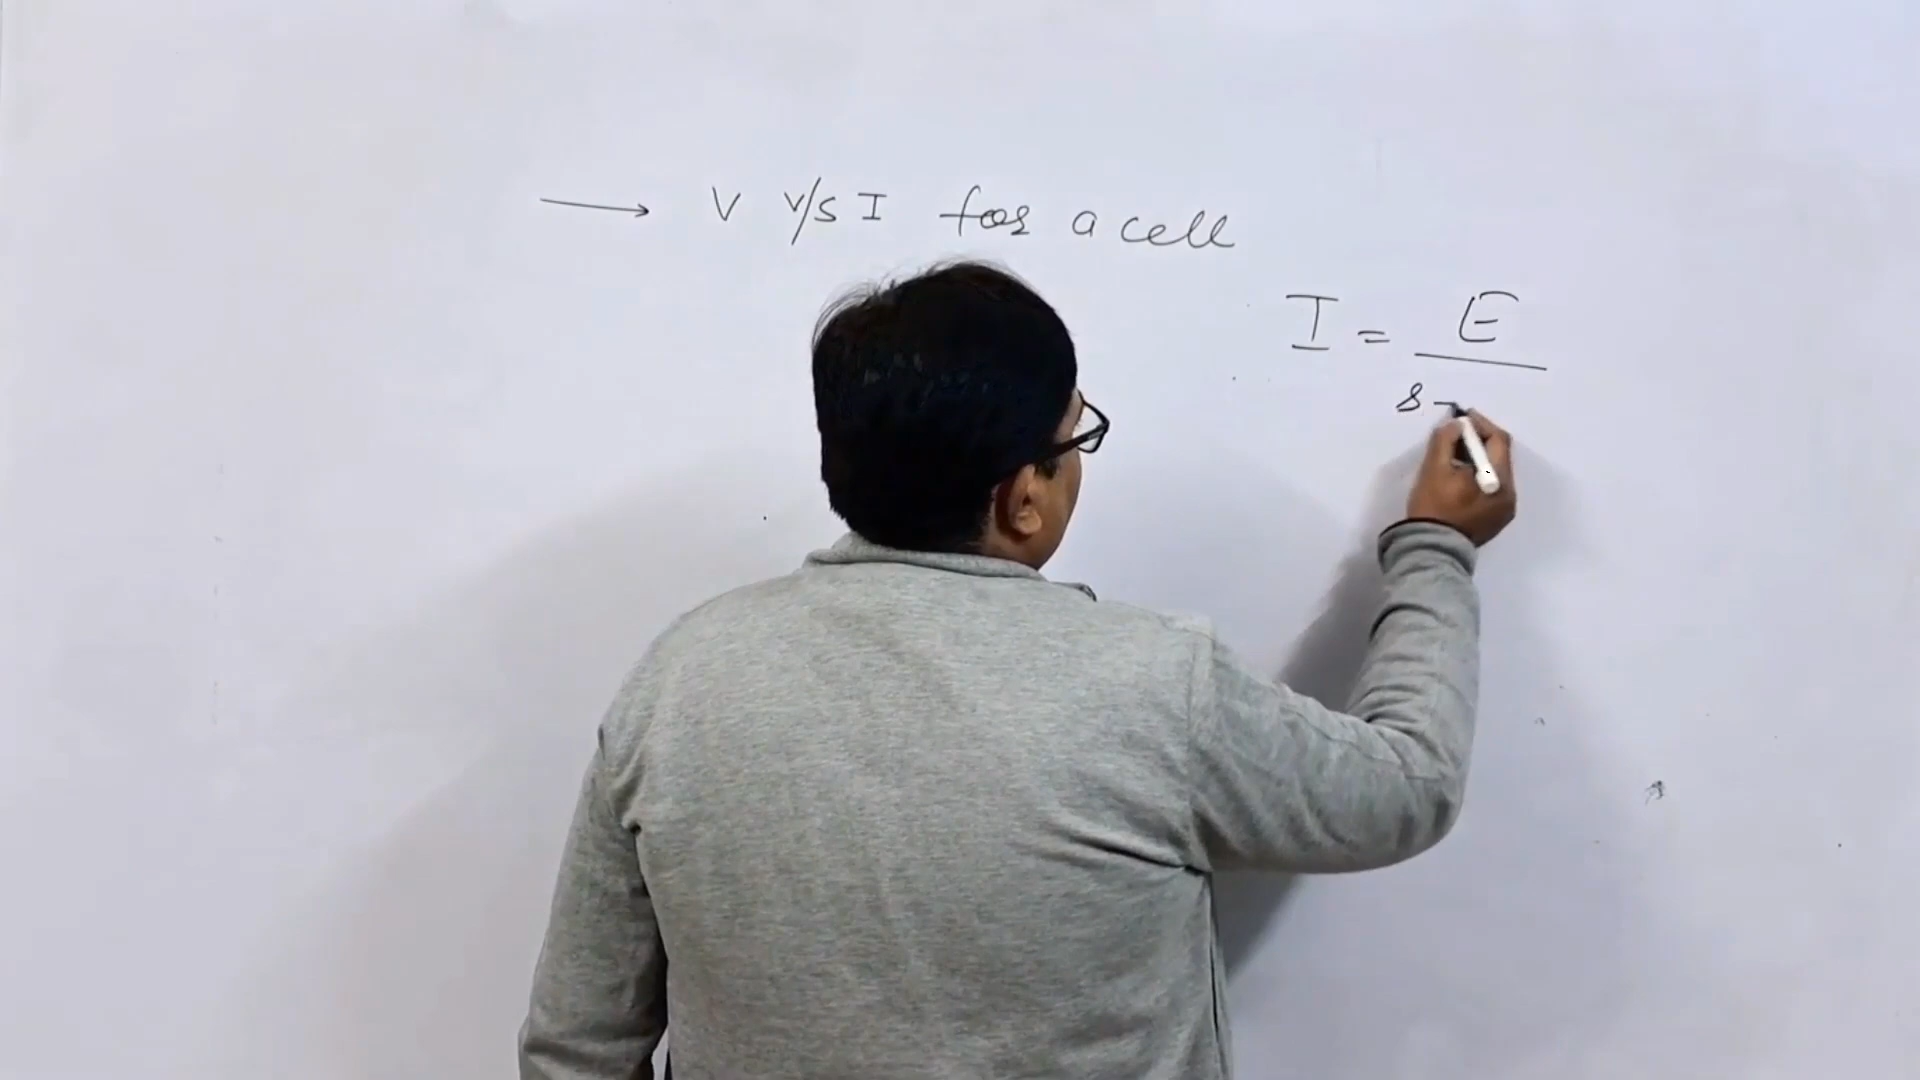 → V v/s I for a cell
I = E
r